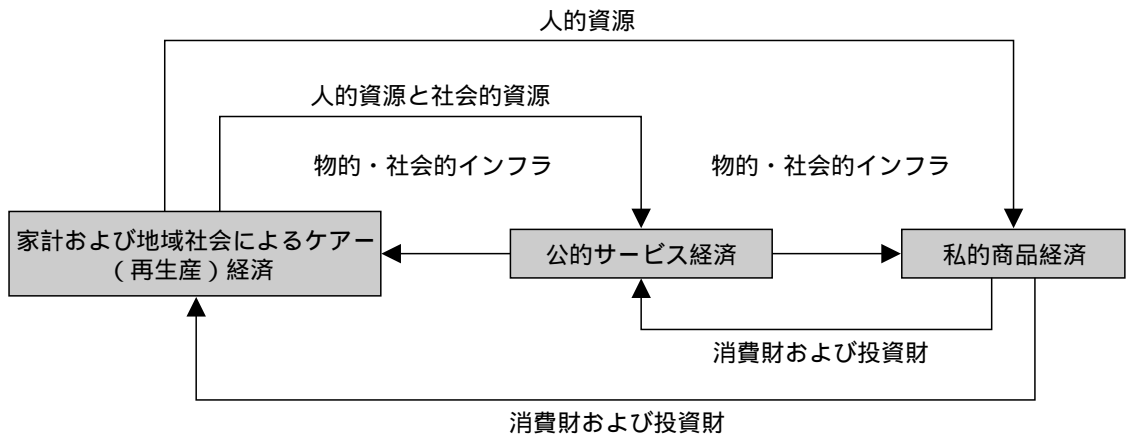 人的資源
人的資源と社会的資源
物的・社会的インフラ
物的・社会的インフラ
家計および地域社会によるケアー
（再生産）経済
公的サービス経済
私的商品経済
消費財および投資財
消費財および投資財